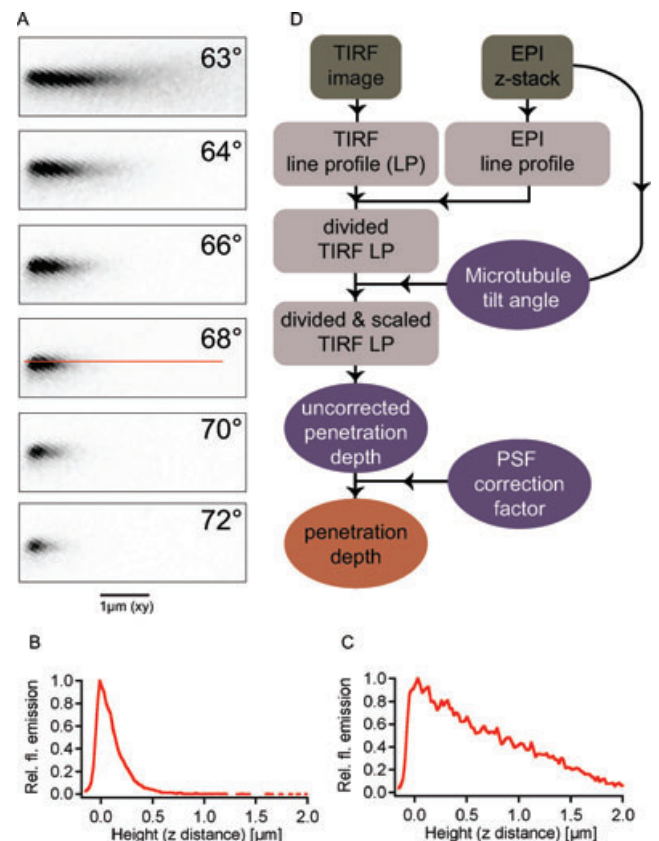 A
63°
64°
66°
68°
70°
72°
1µm (xy)
D
TIRF
image
EPI
z-stack
TIRF
line profile (LP)
EPI
line profile
divided
TIRF LP
Microtubule
tilt angle
divided & scaled
TIRF LP
uncorrected
penetration
depth
PSF
correction
factor
penetration
depth
B
Rel. fl. emission
1.0
0.8
0.6
0.4
0.2
0.0
0.0 0.5 1.0 1.5 2.0
Height (z distance) [µm]
C
Rel. fl. emission
1.0
0.8
0.6
0.4
0.2
0.0
0.0 0.5 1.0 1.5 2.0
Height (z distance) [µm]